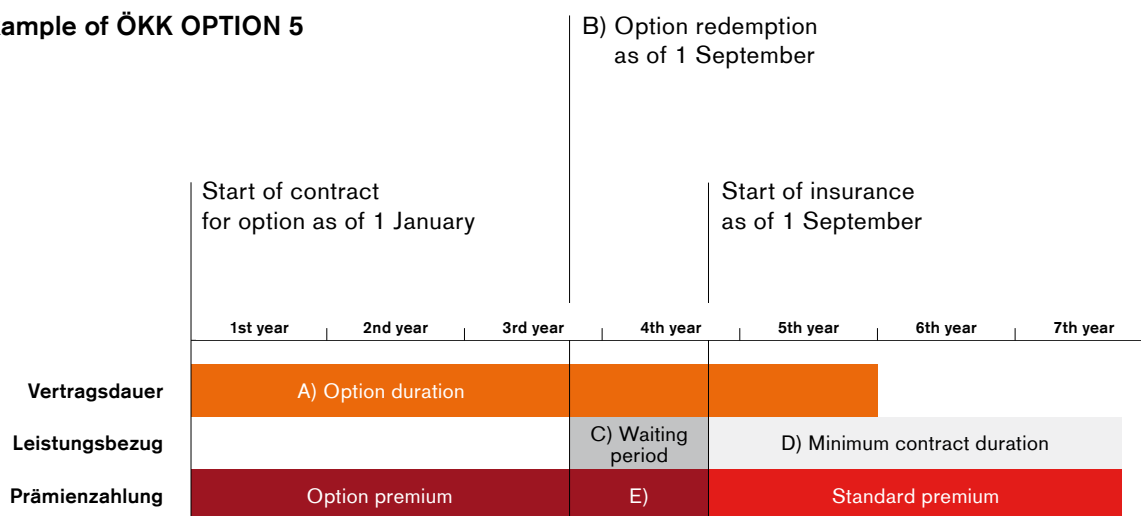 ample of ÖKK OPTION 5
B) Option redemption
as of 1 September
Start of contract
for option as of 1 January
Start of insurance
as of 1 September
1st year 2nd year 3rd year 4th year 5th year 6th year 7th year
Vertragsdauer A) Option duration
Leistungsbezug C) Waiting period D) Minimum contract duration
Prämienzahlung Option premium E) Standard premium